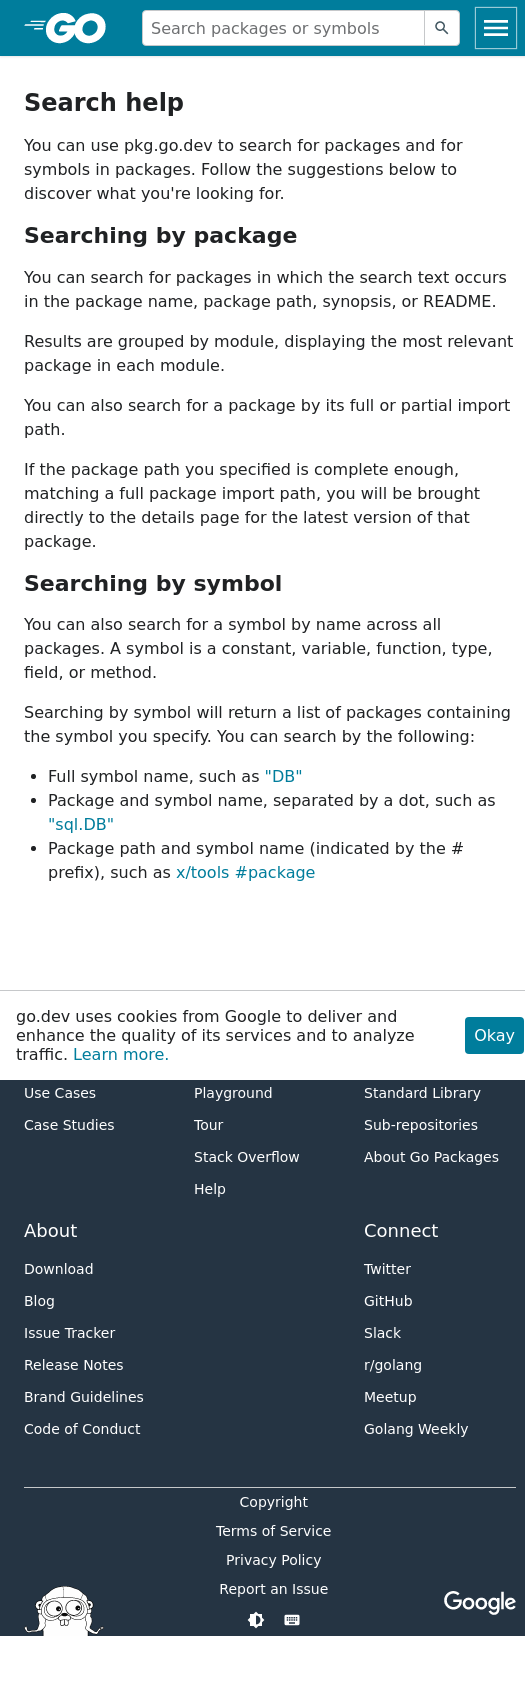 GO
Search packages or symbols
Search help
You can use pkg.go.dev to search for packages and for
symbols in packages. Follow the suggestions below to
discover what you're looking for.
Searching by package
You can search for packages in which the search text occurs
in the package name, package path, synopsis, or README.
Results are grouped by module, displaying the most relevant
package in each module.
You can also search for a package by its full or partial import
path.
If the package path you specified is complete enough,
matching a full package import path, you will be brought
directly to the details page for the latest version of that
package.
Searching by symbol
You can also search for a symbol by name across all
packages. A symbol is a constant, variable, function, type,
field, or method.
Searching by symbol will return a list of packages containing
the symbol you specify. You can search by the following:
• Full symbol name, such as "DB"
• Package and symbol name, separated by a dot, such as
"sql.DB"
• Package path and symbol name (indicated by the #
prefix), such as x/tools #package
go.dev uses cookies from Google to deliver and
enhance the quality of its services and to analyze
traffic. Learn more.
Okay
Use Cases
Case Studies
Playground
Tour
Stack Overflow
Help
Standard Library
Sub-repositories
About Go Packages
About
Download
Blog
Issue Tracker
Release Notes
Brand Guidelines
Code of Conduct
Connect
Twitter
GitHub
Slack
r/golang
Meetup
Golang Weekly
Copyright
Terms of Service
Privacy Policy
Report an Issue
Google